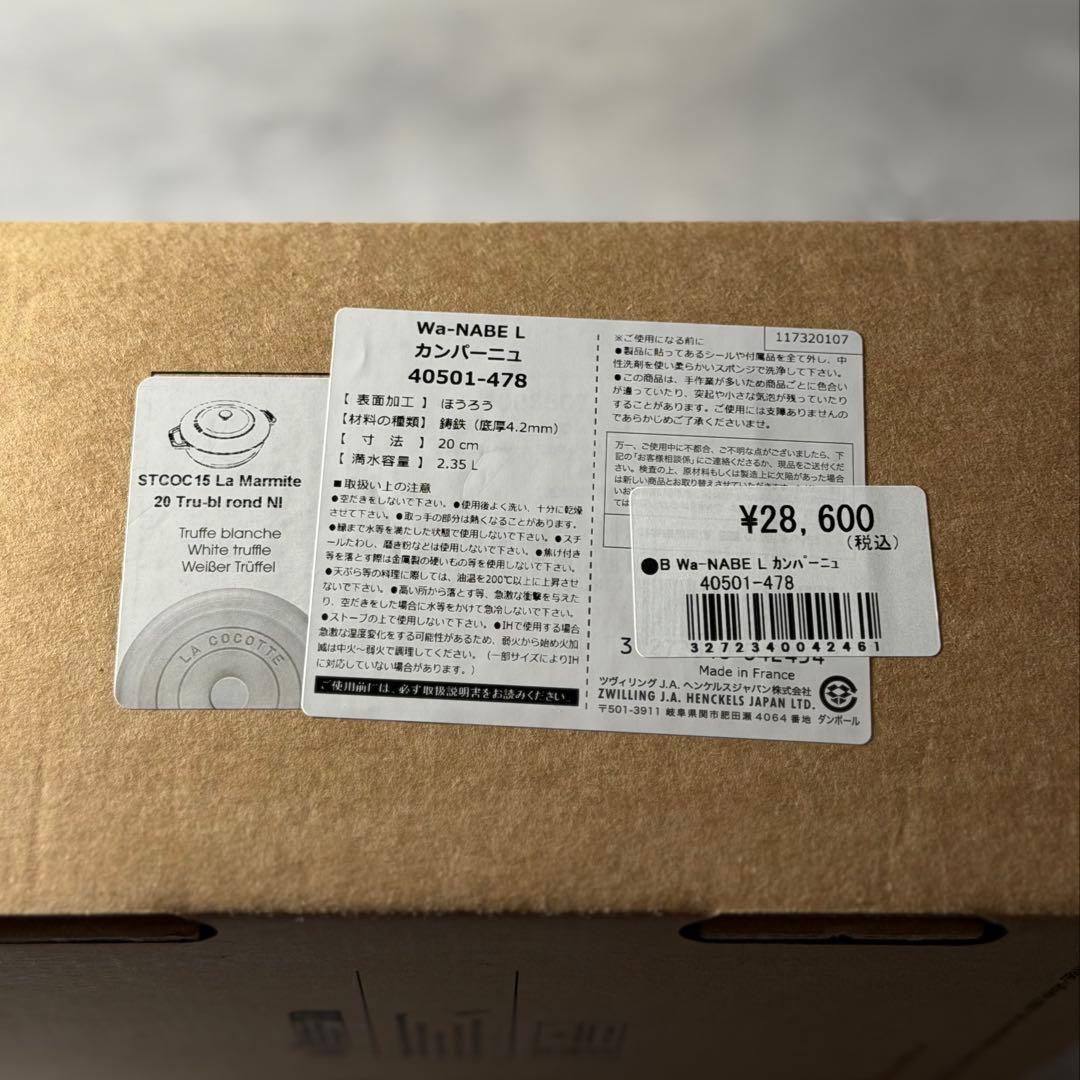 Wa-NABE L
カンパーニュ
40501-478
【 表面加工 】 ほうろう
【材料の種類】 鋳鉄（底厚4.2mm）
【 寸 法 】 20 cm
【 満水容量 】 2.35 L
■取扱い上の注意
●空だきをしないで下さい。●使用後よく洗い、十分に乾燥
させて下さい。●取っ手の部分は熱くなることがあります。
●縁まで水等を満たした状態で使用しないで下さい。●スチ
ールたわし、磨き粉などは使用しないで下さい。●焦げ付き
等を落とす際は金属製の硬いもの等を使用しないで下さい。
●天ぷら等の料理に際しては、油温を200℃以上に上昇させ
ないで下さい。●高い所から落とす等、急激な衝撃を与えた
り、空だきをした場合に水等をかけて急冷しないで下さい。
●ストーブの上で使用しないで下さい。●IHで使用する場合
急激な温度変化をする可能性があるため、弱火から始め火加
減は中火～弱火で調理してください。（一部サイズによりIH
に対応していない場合があります。）
ご使用前には、必ず取扱説明書をお読みください。
117320107
※ご使用になる前に
●製品に貼ってあるシールや付属品を全て外し、中
性洗剤を使い柔らかいスポンジで洗浄して下さい。
●この商品は、手作業が多いため商品ごとに色合い
が違っていたり、突起や小さな気泡が残っていたり
することがあります。ご使用には支障ありませんの
であらかじめご了承くださいませ。
万一、ご使用中に不都合、ご不明な点がございましたら、下
記の「お客様相談係」にご連絡くださるか、現品をご送付くだ
さい。検査の上、原材料もしくは製造上に欠陥があった場合
は新しい商品とお取り替えさせていただきます。
¥28,600
（税込）
●B Wa-NABE L カンパーニュ
40501-478
3272340042461
Made in France
ツヴィリング J.A. ヘンケルスジャパン株式会社
ZWILLING J.A. HENCKELS JAPAN LTD.
〒501-3911 岐阜県関市肥田瀬 4064 番地
ダンボール
STCOC15 La Marmite
20 Tru-bl rond NI
Truffe blanche
White truffle
Weißer Trüffel
LA COCOTTE